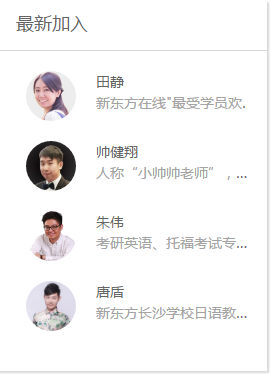 最新加入
田静
新东方在线"最受学员欢.
帅健翔
人称“小帅帅老师”，...
朱伟
考研英语、托福考试专...
唐盾
新东方长沙学校日语教...